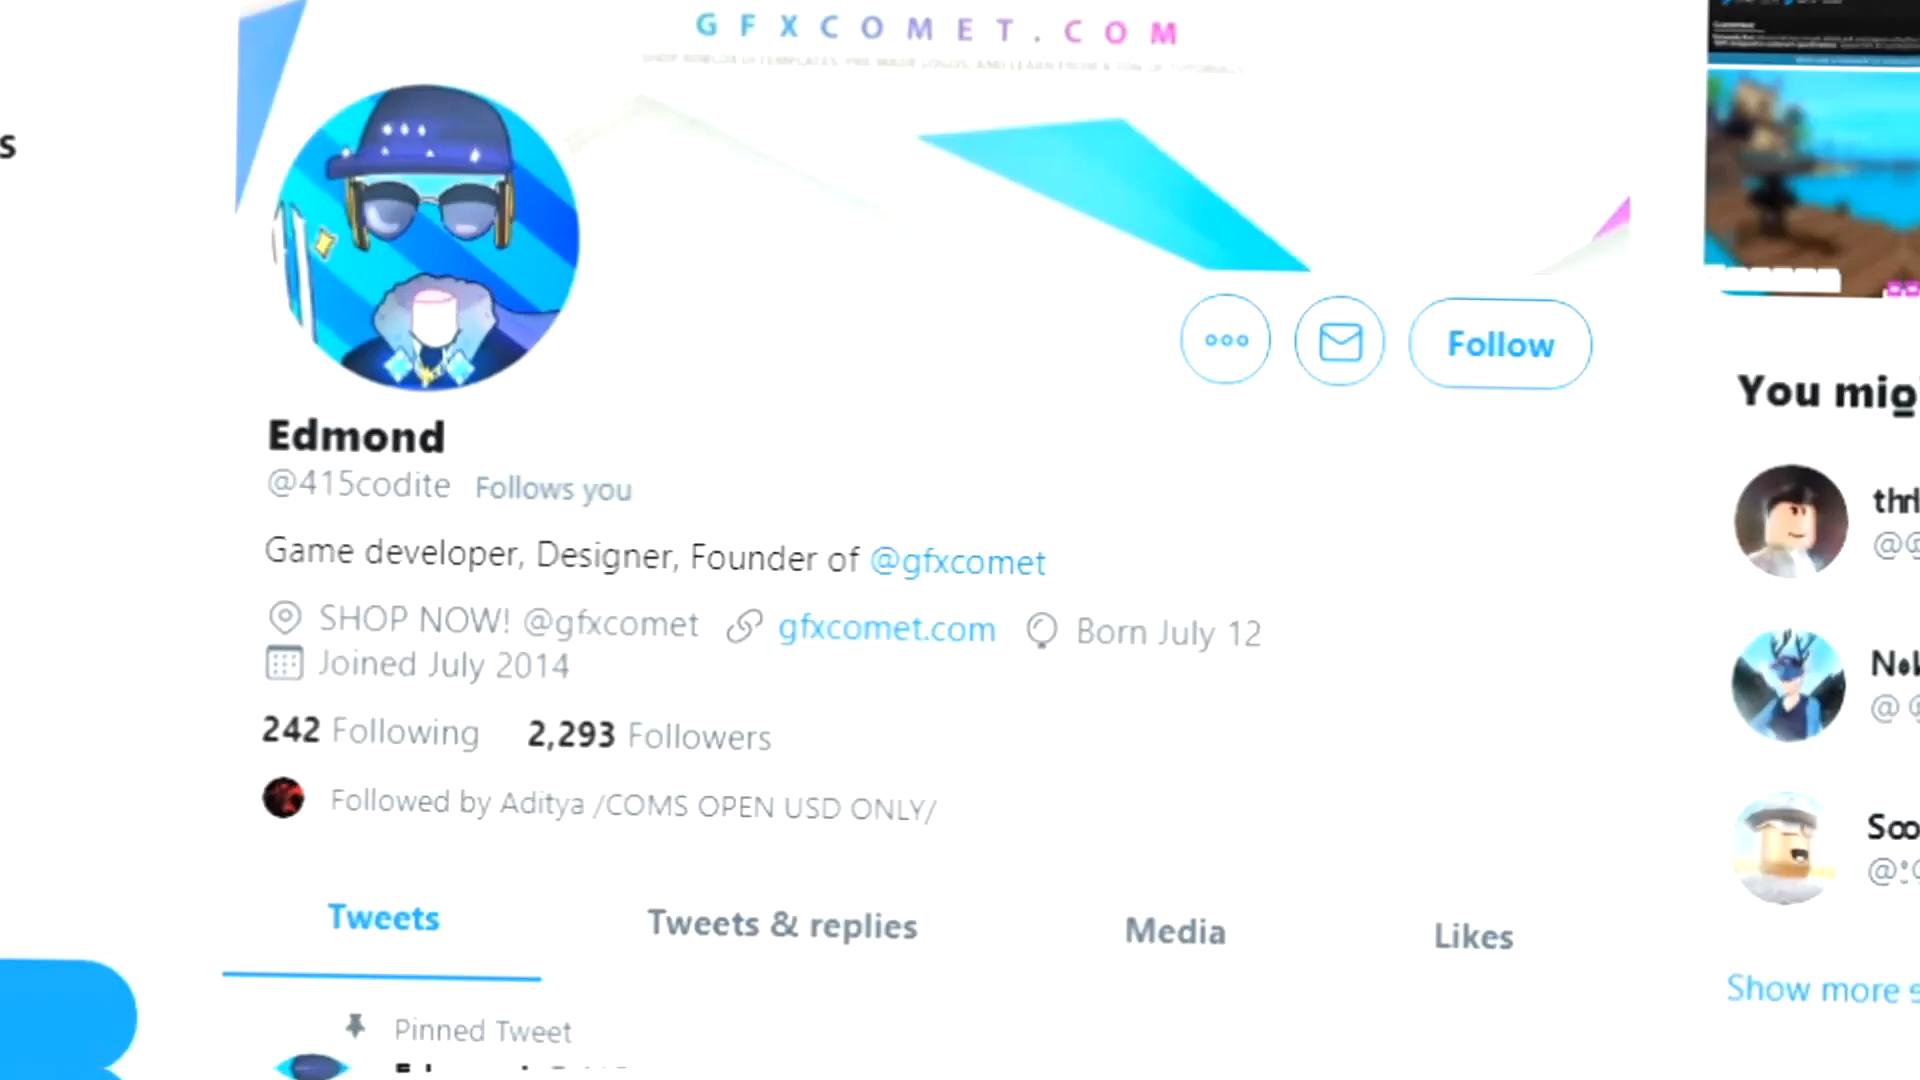 GFXCOMET.COM
s
Edmond
@415codite Follows you
Game developer, Designer, Founder of @gfxcomet
SHOP NOW! @gfxcomet gfxcomet.com Born July 12
Joined July 2014
242 Following 2,293 Followers
Followed by Aditya /COMS OPEN USD ONLY/
Tweets Tweets & replies Media Likes
Pinned Tweet
You mig
Show more s